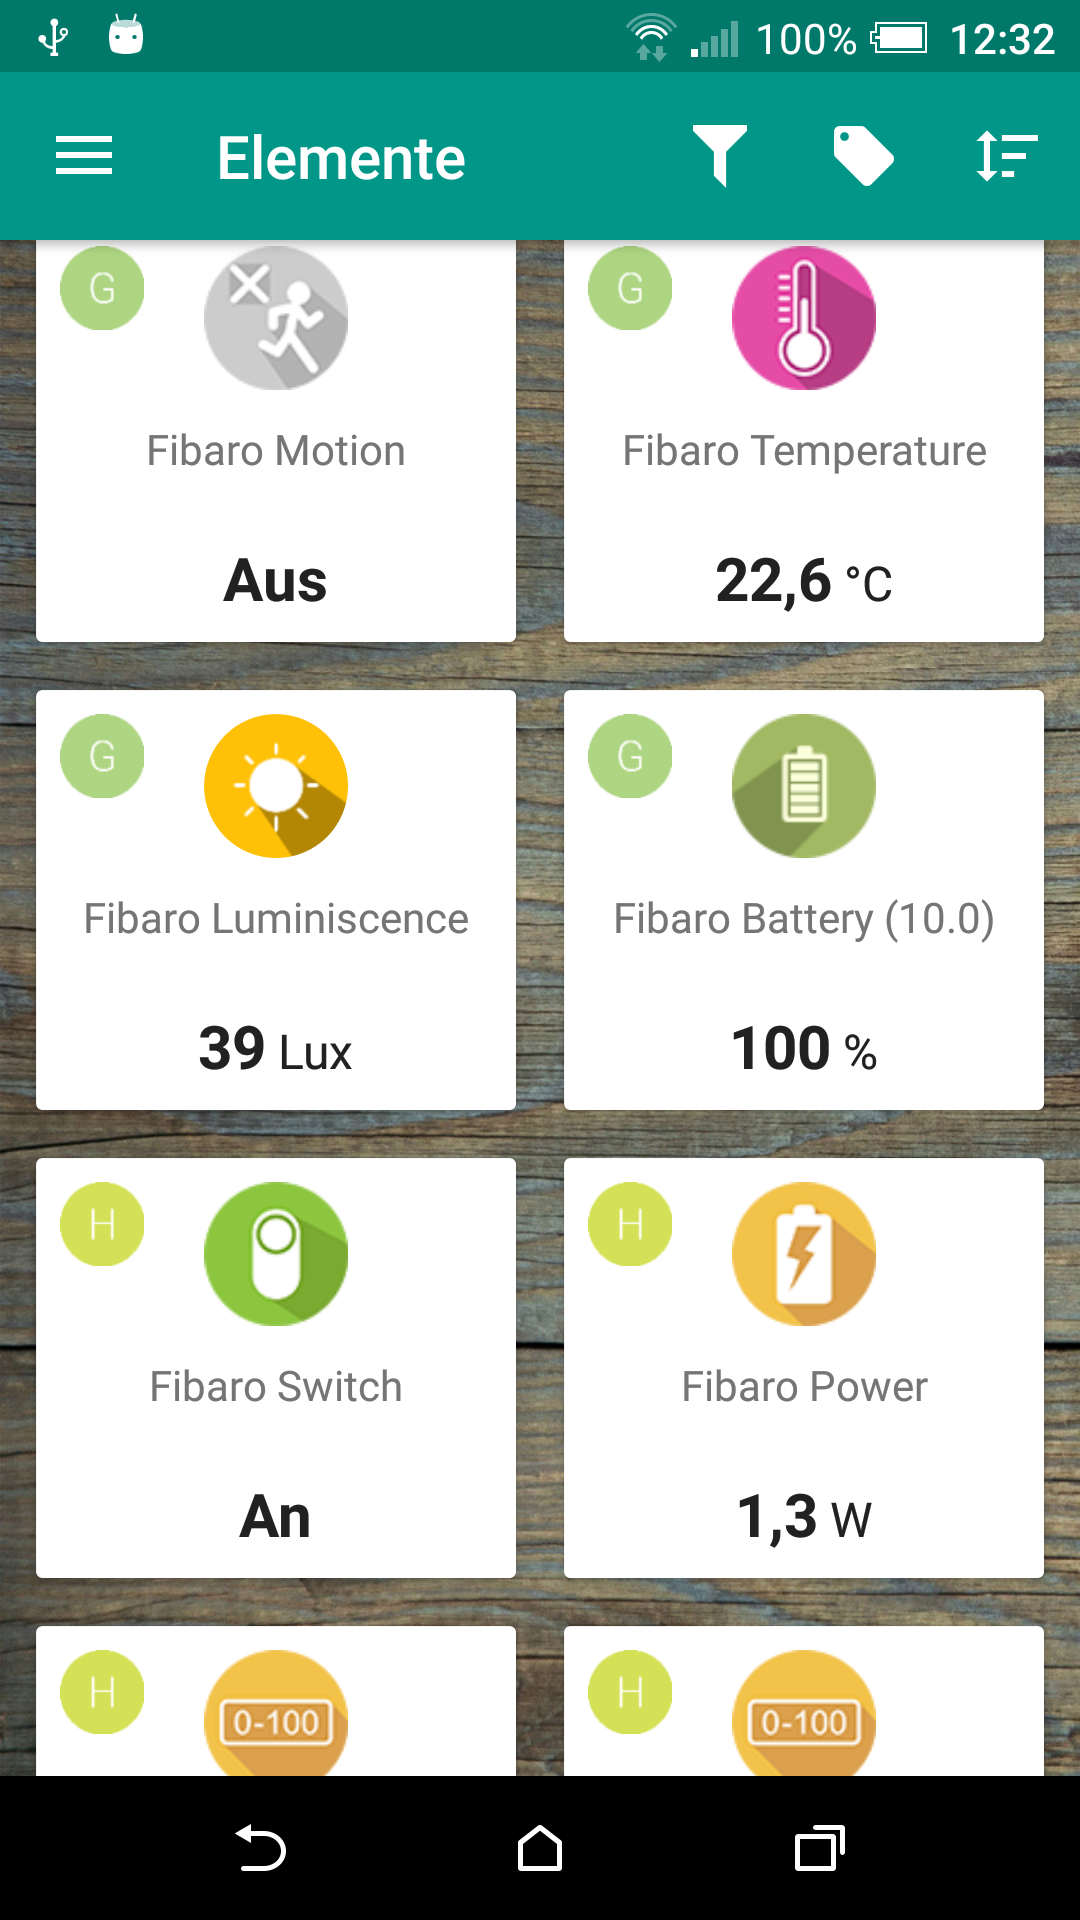 100% 12:32
Elemente
G G
Fibaro Motion Fibaro Temperature
Aus 22,6 °C
G G
Fibaro Luminiscence Fibaro Battery (10.0)
39 Lux 100 %
H H
Fibaro Switch Fibaro Power
An 1,3 W
H H
0-100 0-100